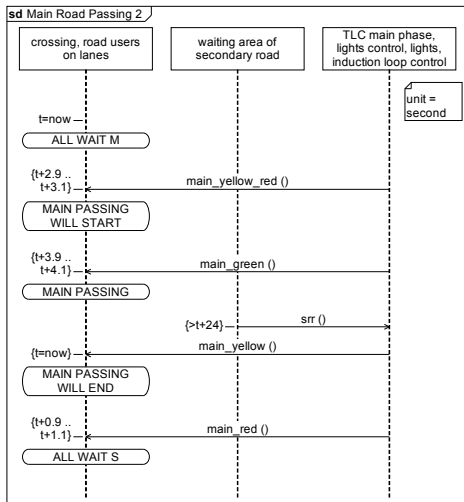 sd Main Road Passing 2
crossing, road users
on lanes
waiting area of
secondary road
TLC main phase,
lights control, lights,
induction loop control
unit =
second
t=now
ALL WAIT M
{t+2.9 ..
t+3.1}
main_yellow_red ()
MAIN PASSING
WILL START
{t+3.9 ..
t+4.1}
main_green ()
MAIN PASSING
{>t+24}
srr ()
main_yellow ()
{t=now}
MAIN PASSING
WILL END
{t+0.9 ..
t+1.1}
main_red ()
ALL WAIT S